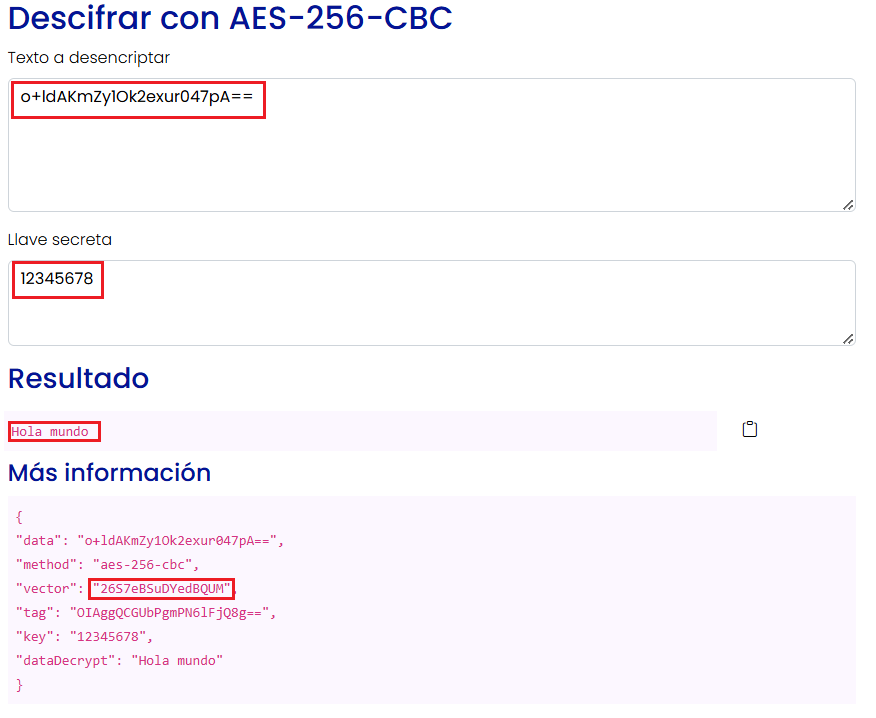 Descifrar con AES-256-CBC
Texto a desencriptar
o+ldAKmZy1Ok2exur047pA==
Llave secreta
12345678
Resultado
Hola mundo
Más información
{
"data": "o+ldAKmZy1Ok2exur047pA==",
"method": "aes-256-cbc",
"vector": "26S7eBSuDYedBQUM",
"tag": "OIAggQCGUbPgmPN6lFjQ8g==",
"key": "12345678",
"dataDecrypt": "Hola mundo"
}